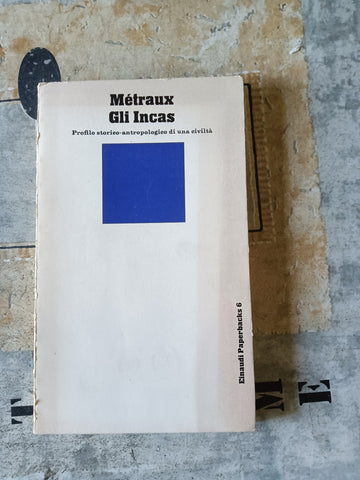 Métraux
Gli Incas
Profilo storico-antropologico di una civiltà
Einaudi Paperbacks 6
T M E